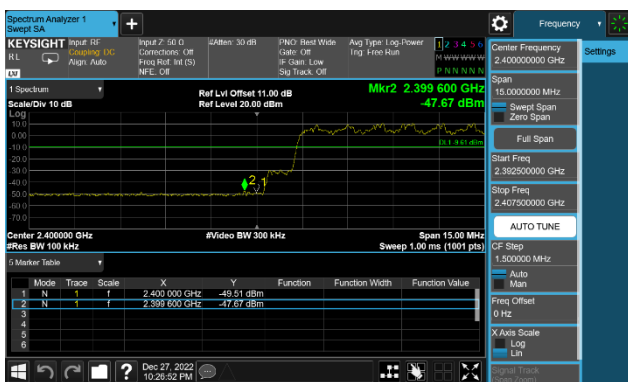 Spectrum Analyzer 1
Swept SA
Frequency
KEYSIGHT
Input: RF
Input Z: 50 Ω
#Atten: 30 dB
PNO: Best Wide
Avg Type: Log-Power
1 2 3 4 5 6
RL
Coupling: DC
Corrections: Off
Gate: Off
Trig: Free Run
M W W W W W
Align: Auto
Freq Ref: Int (S)
IF Gain: Low
P N N N N N
NFE: Off
Sig Track: Off
LXI
1 Spectrum
Ref Lvl Offset 11.00 dB
Mkr2 2.399 600 GHz
Scale/Div 10 dB
Ref Level 20.00 dBm
-47.67 dBm
Log
10.0
0.00
DL1 -9.61 dBm
-10.0
-20.0
-30.0
-40.0
2 1
-50.0
-60.0
-70.0
Center 2.400000 GHz
#Video BW 300 kHz
Span 15.00 MHz
#Res BW 100 kHz
Sweep 1.00 ms (1001 pts)
5 Marker Table
Mode Trace Scale X Y Function Function Width Function Value
1 N 1 f 2.400 000 GHz -49.51 dBm
2 N 1 f 2.399 600 GHz -47.67 dBm
3
4
5
6
?
Dec 27, 2022
10:26:52 PM
Center Frequency
2.400000000 GHz
Settings
Span
15.0000000 MHz
Swept Span
Zero Span
Full Span
Start Freq
2.392500000 GHz
Stop Freq
2.407500000 GHz
AUTO TUNE
CF Step
1.500000 MHz
Auto
Man
Freq Offset
0 Hz
X Axis Scale
Log
Lin
Signal Track
(Span Zoom)